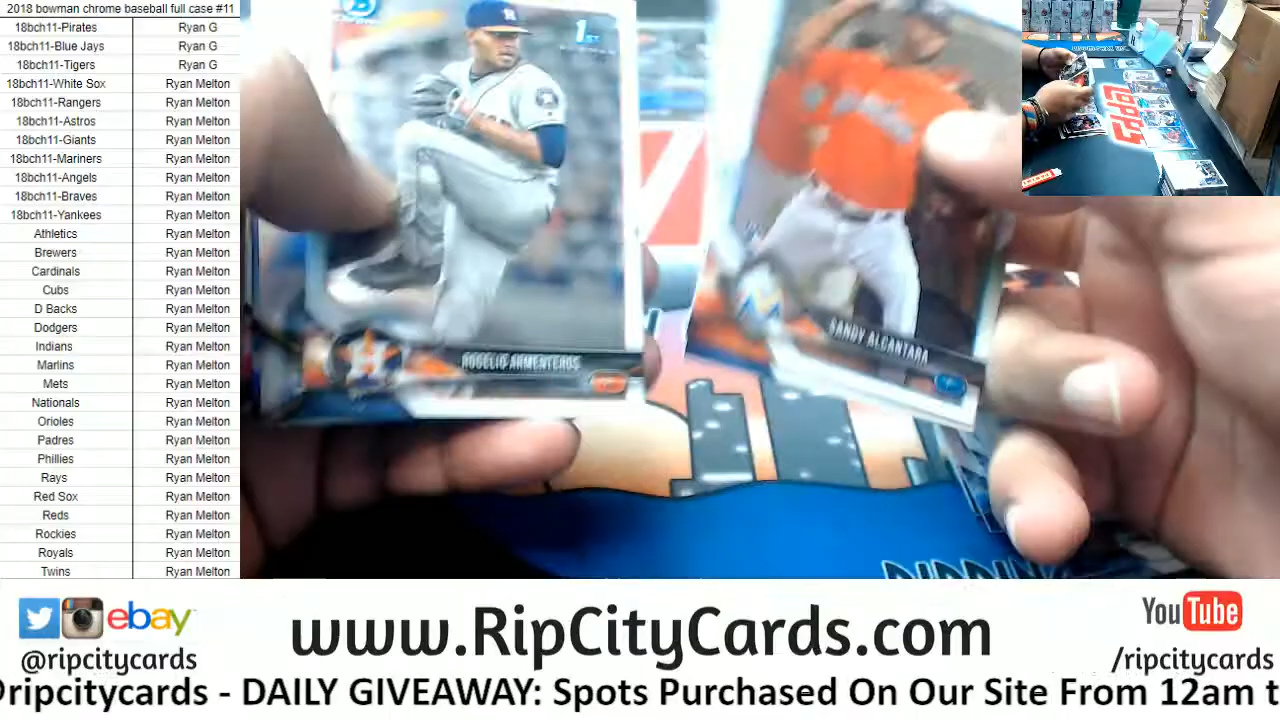 2018 bowman chrome baseball full case #11
18bch11-Pirates Ryan G
18bch11-Blue Jays Ryan G
18bch11-Tigers Ryan G
18bch11-White Sox Ryan Melton
18bch11-Rangers Ryan Melton
18bch11-Astros Ryan Melton
18bch11-Giants Ryan Melton
18bch11-Mariners Ryan Melton
18bch11-Angels Ryan Melton
18bch11-Braves Ryan Melton
18bch11-Yankees Ryan Melton
Athletics Ryan Melton
Brewers Ryan Melton
Cardinals Ryan Melton
Cubs Ryan Melton
D Backs Ryan Melton
Dodgers Ryan Melton
Indians Ryan Melton
Marlins Ryan Melton
Mets Ryan Melton
Nationals Ryan Melton
Orioles Ryan Melton
Padres Ryan Melton
Phillies Ryan Melton
Rays Ryan Melton
Red Sox Ryan Melton
Reds Ryan Melton
Rockies Ryan Melton
Royals Ryan Melton
Twins Ryan Melton
1ST
H
ROGELIO ARMENTEROS
SANDY ALCANTARA
TOPPS
ebay
@ripcitycards
www.RipCityCards.com
YouTube
/ripcitycards
ripcitycards - DAILY GIVEAWAY: Spots Purchased On Our Site From 12am t